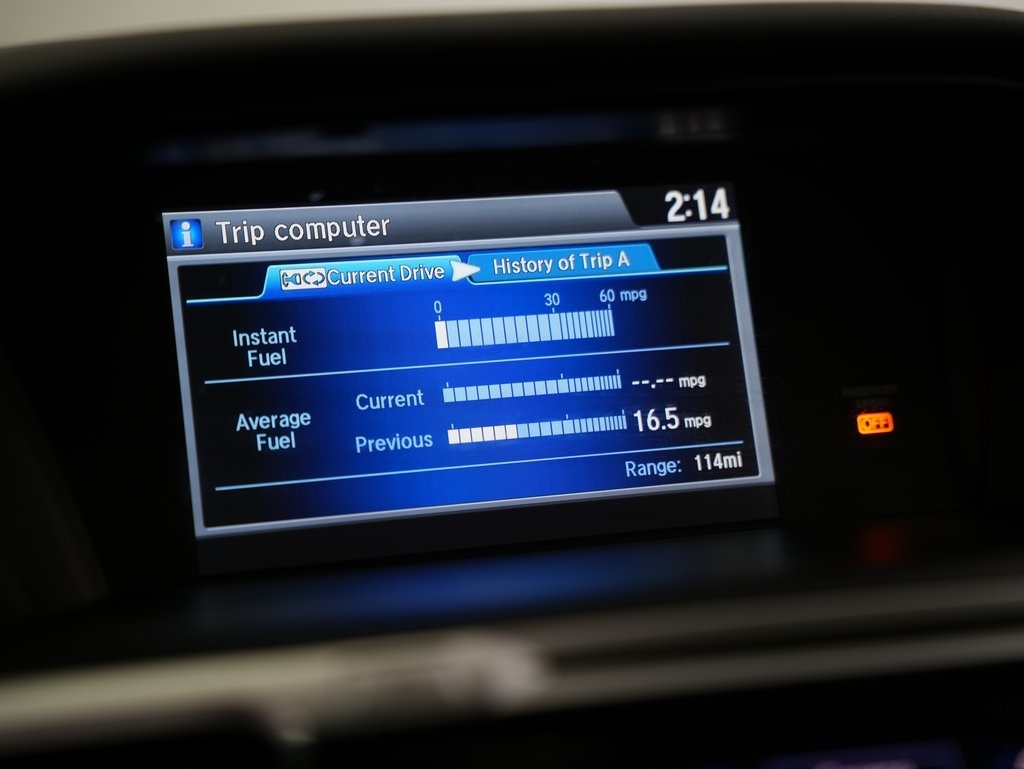 i Trip computer 2:14
Current Drive History of Trip A
0 30 60 mpg
Instant
Fuel
Average
Fuel
Current --.-- mpg
Previous 16.5 mpg
Range: 114mi
OFF